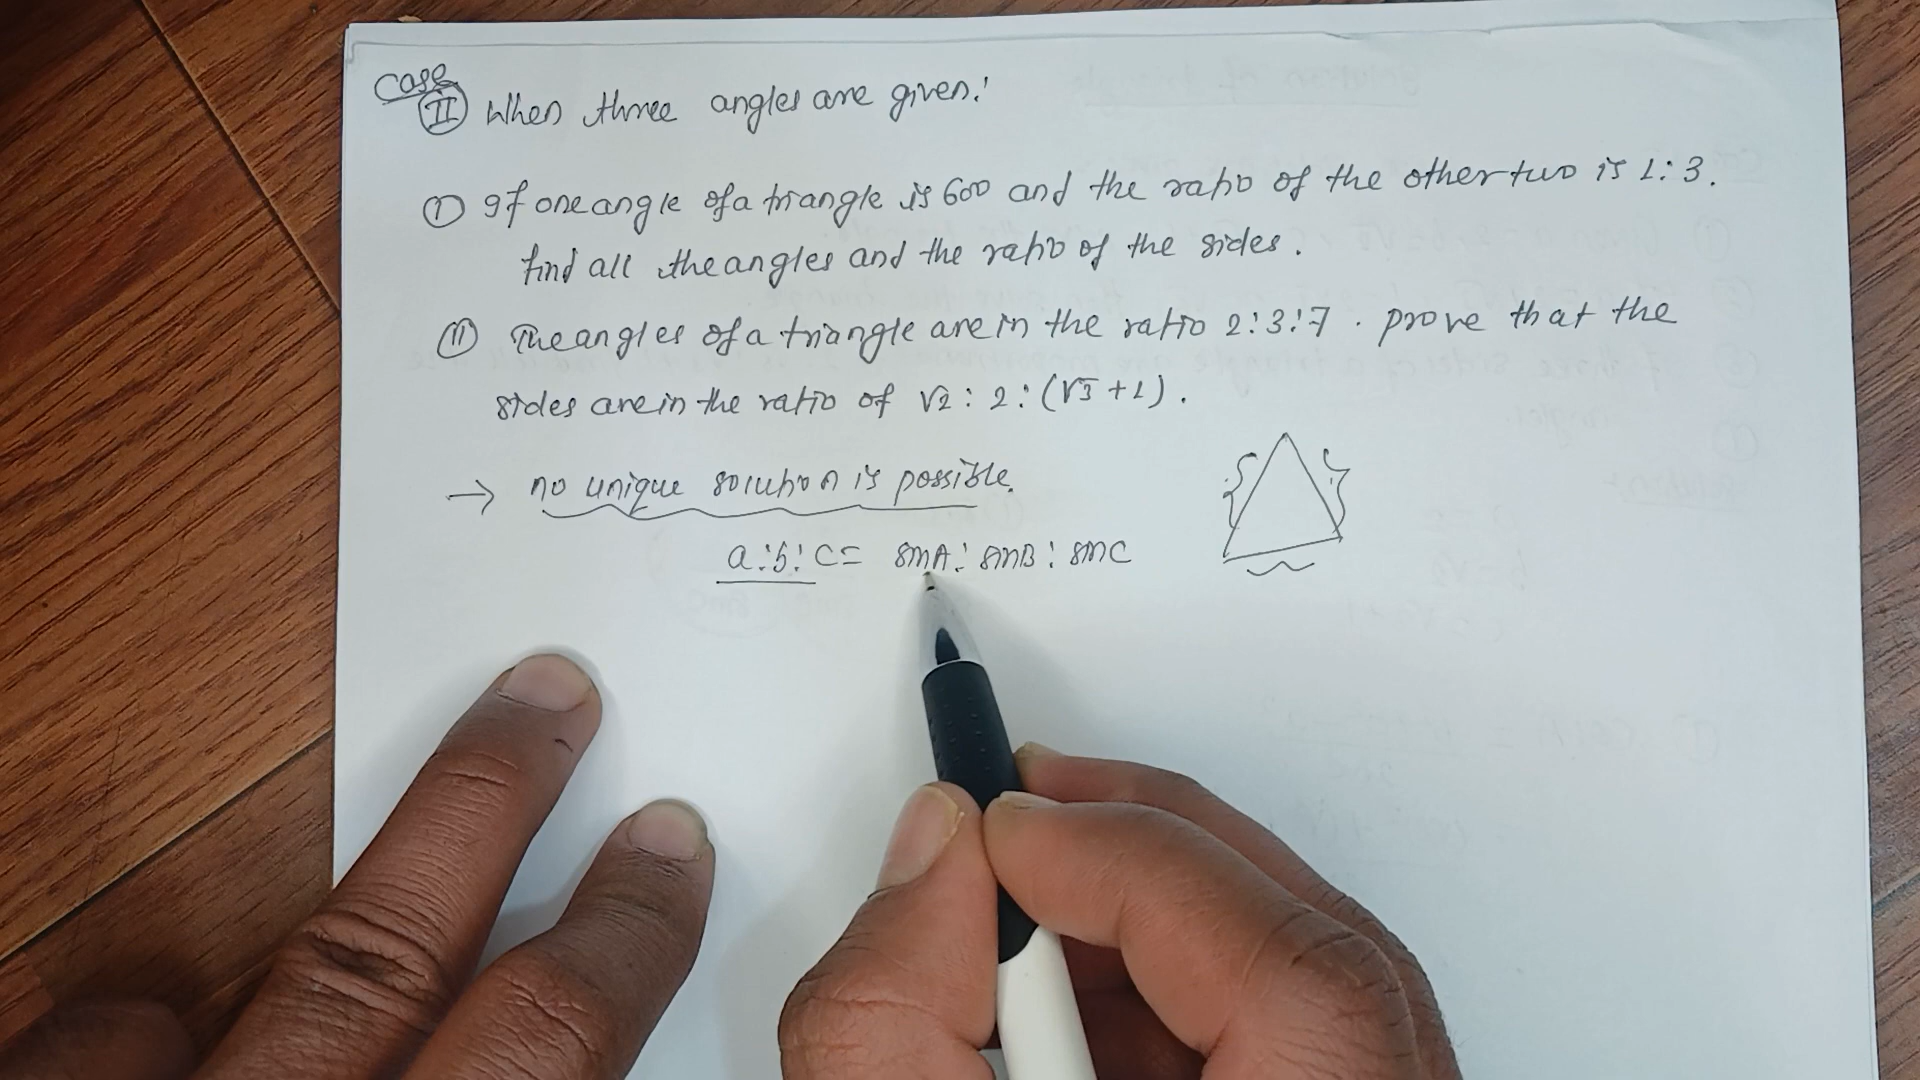 Case
II When three angles are given:
① If one angle of a triangle is 60° and the ratio of the other two is 1:3.
find all the angles and the ratio of the sides.
② The angles of a triangle are in the ratio 2:3:7. prove that the
sides are in the ratio of √2 : 2 : (√3+1).
→ no unique solution is possible.
a:b:c = sinA: sinB: sinC